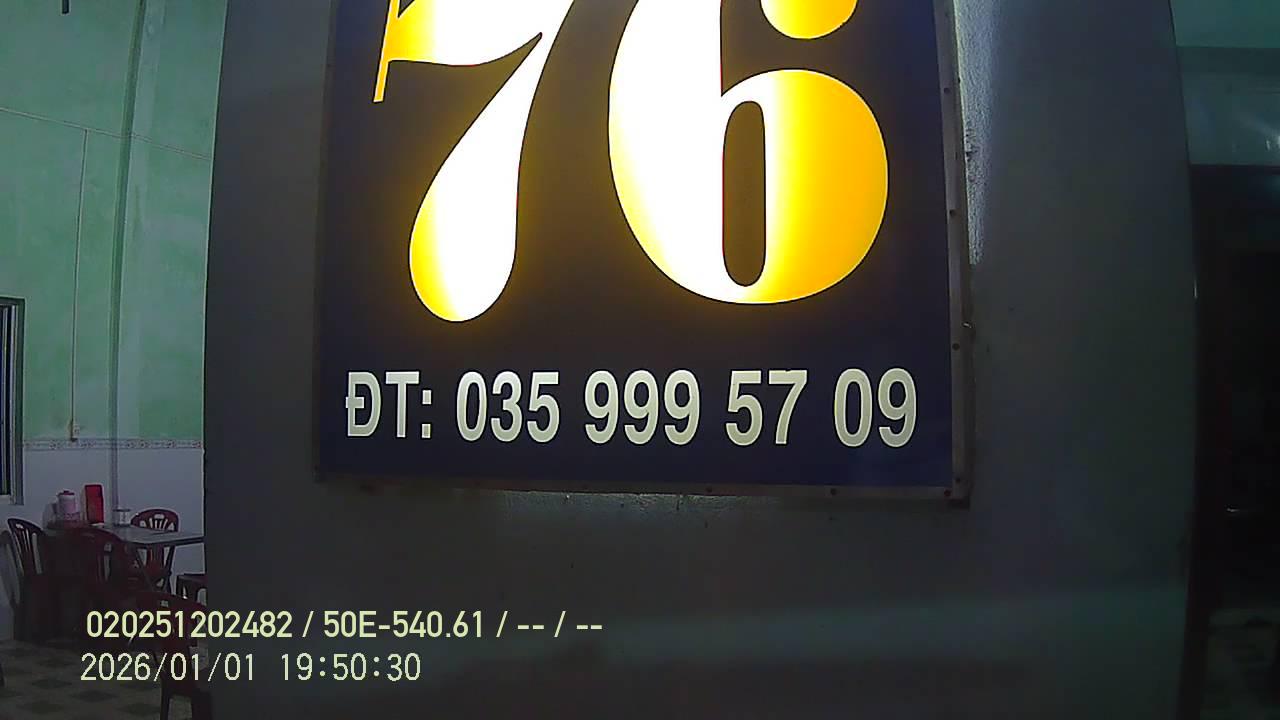 76
ĐT: 035 999 57 09
020251202482 / 50E-540.61 / -- / --
2026/01/01 19:50:30